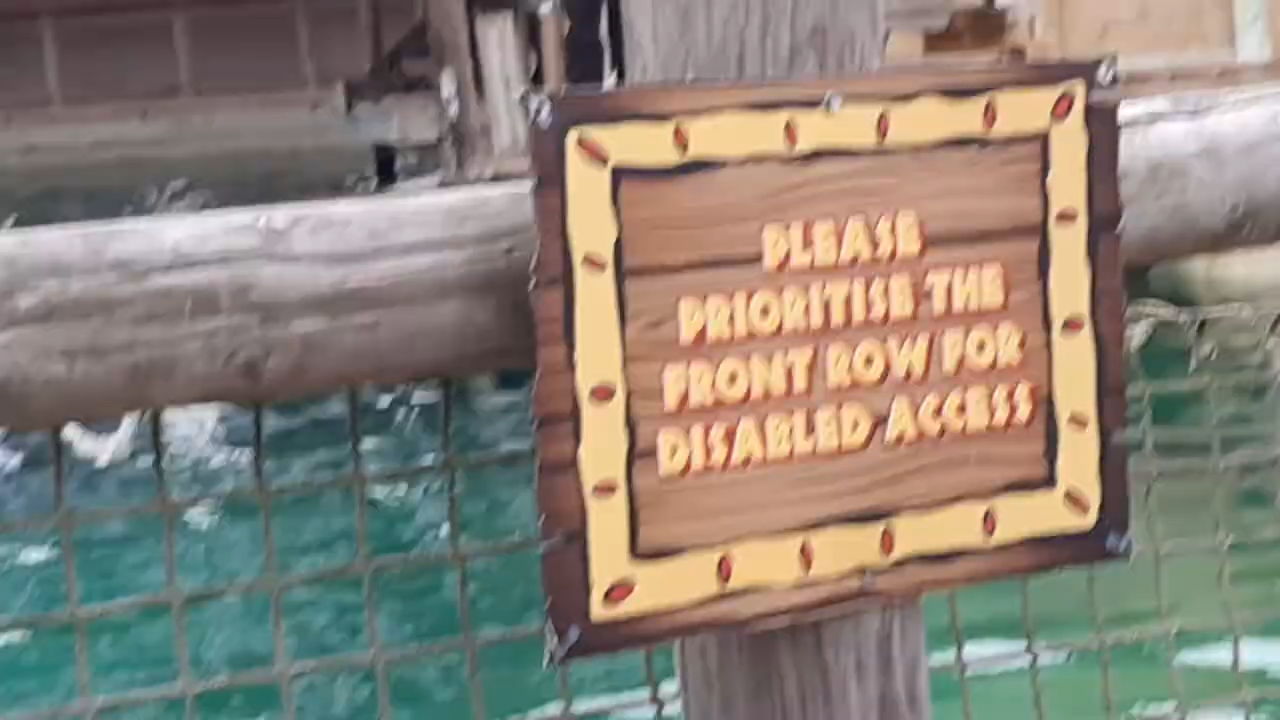 PLEASE
PRIORITISE THE
FRONT ROW FOR
DISABLED ACCESS